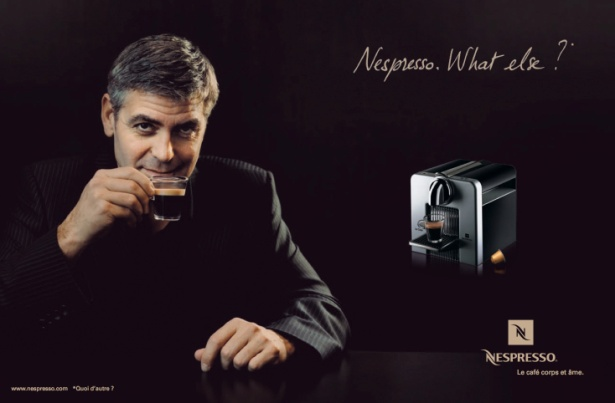 Nespresso. What else ?*
NESPRESSO.
Le café corps et âme.
www.nespresso.com *Quoi d'autre ?